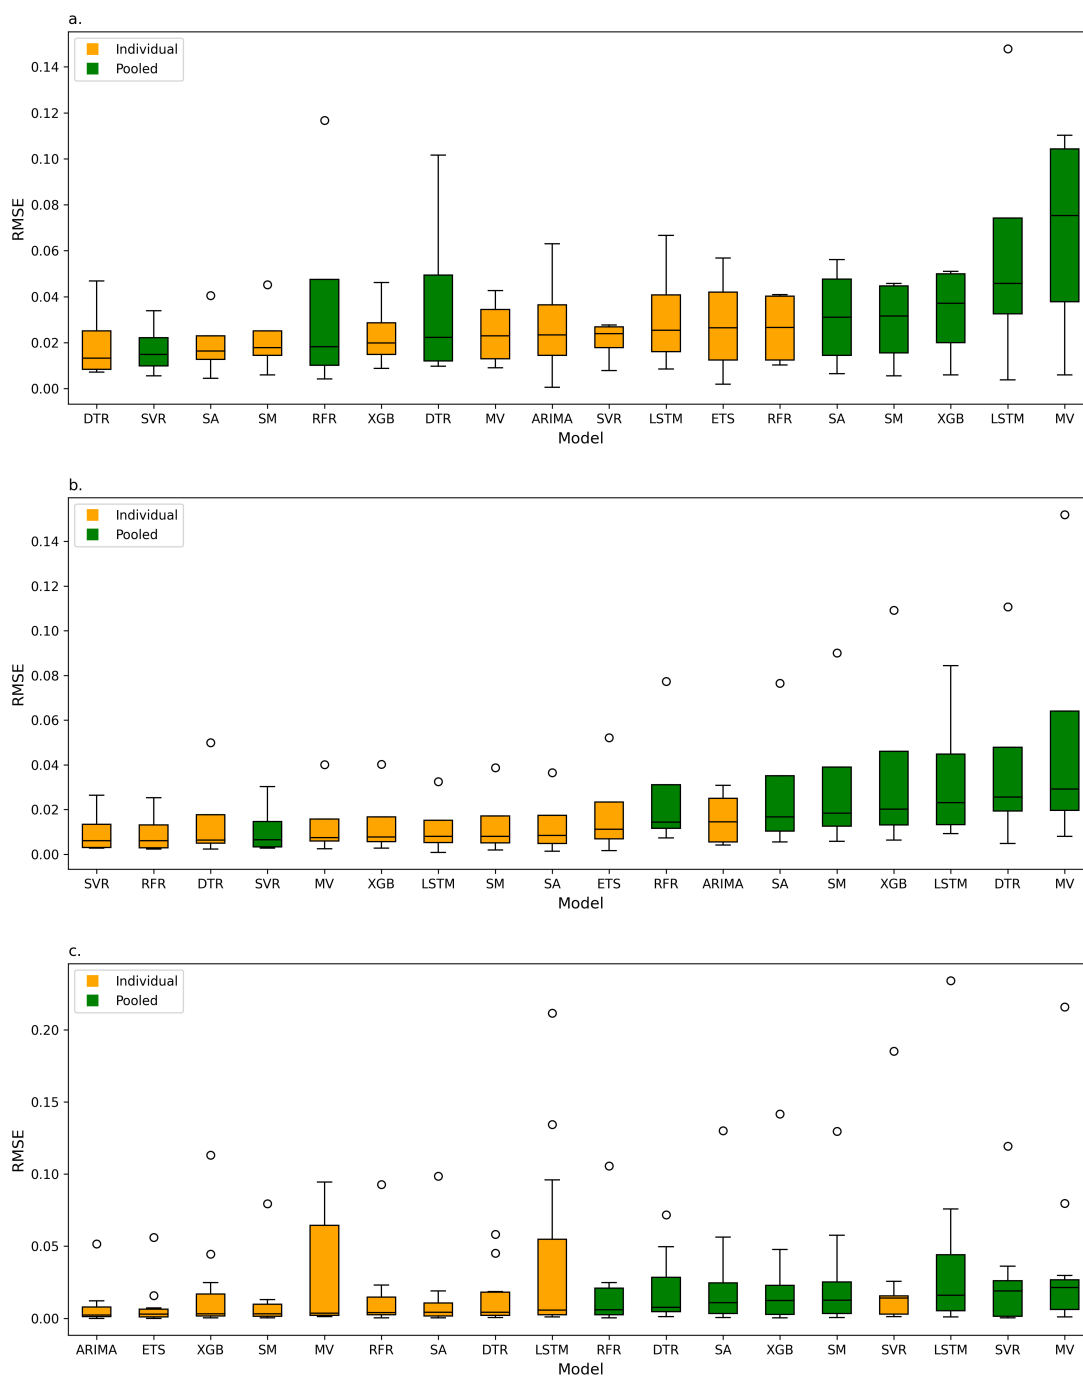 a.
Individual
Pooled
0.14
0.12
0.10
0.08
0.06
0.04
0.02
0.00
RMSE
DTR SVR SA SM RFR XGB DTR MV ARIMA SVR LSTM ETS RFR SA SM XGB LSTM MV
Model
b.
Individual
Pooled
0.14
0.12
0.10
0.08
0.06
0.04
0.02
0.00
RMSE
SVR RFR DTR SVR MV XGB LSTM SM SA ETS RFR ARIMA SA SM XGB LSTM DTR MV
Model
c.
Individual
Pooled
0.20
0.15
0.10
0.05
0.00
RMSE
ARIMA ETS XGB SM MV RFR SA DTR LSTM RFR DTR SA XGB SM SVR LSTM SVR MV
Model